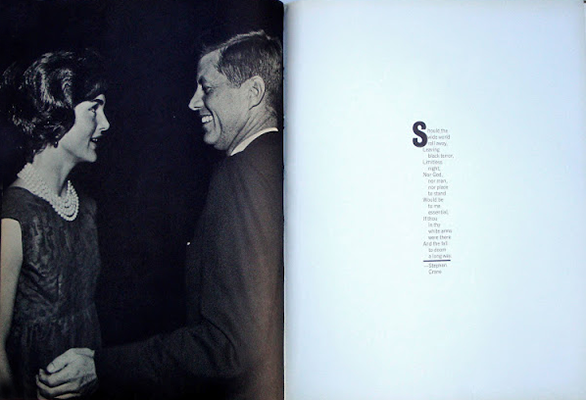 Should the
wide world
roll away,
Leaving
black terror,
Limitless
night,
Nor God,
nor man,
nor place
to stand
Would be
to me
essential,
If thou
in thy
white arms
were there
And the fall
to doom
a long way.
—Stephen
Crane